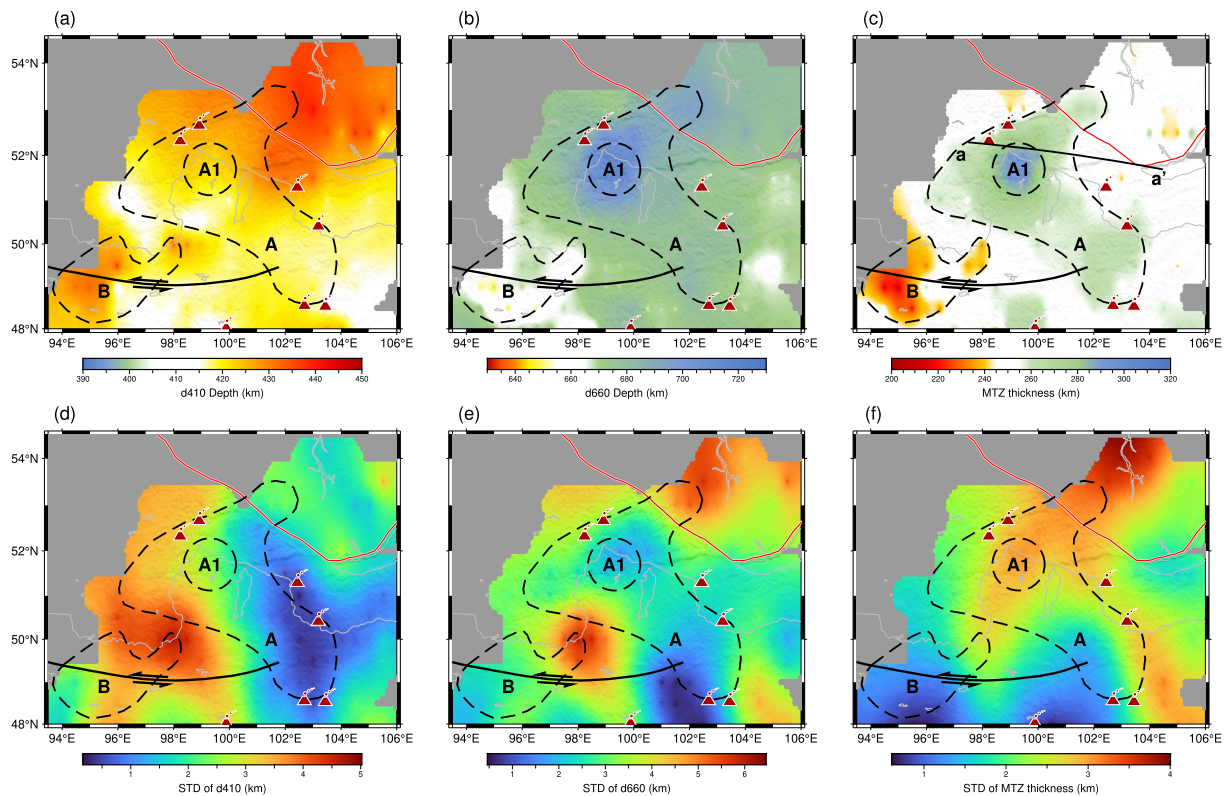 (a) (b) (c)
54°N
52°N
50°N
48°N
A1
A
B
A1
A
B
a
a'
A1
A
B
94°E 96°E 98°E 100°E 102°E 104°E 106°E
94°E 96°E 98°E 100°E 102°E 104°E 106°E
94°E 96°E 98°E 100°E 102°E 104°E 106°E
390 400 410 420 430 440 450
d410 Depth (km)
640 660 680 700 720
d660 Depth (km)
200 220 240 260 280 300 320
MTZ thickness (km)
(d) (e) (f)
54°N
52°N
50°N
48°N
A1
A
B
A1
A
B
A1
A
B
94°E 96°E 98°E 100°E 102°E 104°E 106°E
94°E 96°E 98°E 100°E 102°E 104°E 106°E
94°E 96°E 98°E 100°E 102°E 104°E 106°E
1 2 3 4 5
STD of d410 (km)
1 2 3 4 5 6
STD of d660 (km)
1 2 3 4
STD of MTZ thickness (km)